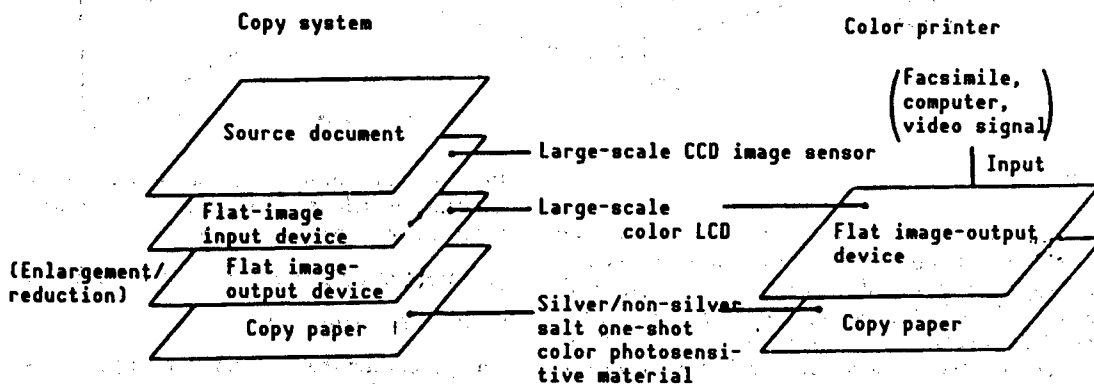 Copy system
Source document
Flat-image
input device
(Enlargement/
reduction)
Flat image-
output device
Copy paper
Large-scale CCD image sensor
Large-scale
color LCD
Silver/non-silver
salt one-shot
color photosensi-
tive material
Color printer
(Facsimile,
computer,
video signal)
Input
Flat image-output
device
Copy paper